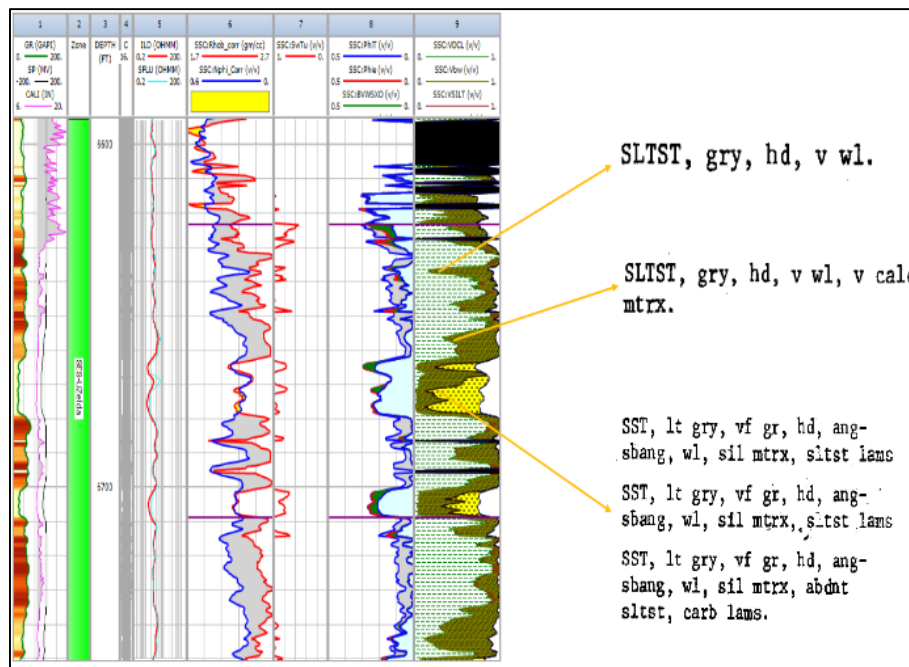 1
2
3
4
5
6
7
8
9
GR (GAPI)
0. 200.
SP (MV)
-200. 200.
CALI (IN)
6. 20.
Zone
DEPTH
(FT)
C
36.
ILD (OHMM)
0.2 200.
SFLU (OHMM)
0.2 200.
SSC:Rhob_corr (gm/cc)
1.7 2.7
SSC:Nphi_Corr (v/v)
0.6 0.
SSC:SwTu (v/v)
1. 0.
SSC:PhiT (v/v)
0.5 0.
SSC:Phie (v/v)
0.5 0.
SSC:BVWSXO (v/v)
0.5 0.
SSC:VDCL (v/v)
0. 1.
SSC:Vbw (v/v)
0. 1.
SSC:VSILT (v/v)
0. 1.
5600
5700
SLTST, gry, hd, v wl.
SLTST, gry, hd, v wl, v calc
mtrx.
SST, lt gry, vf gr, hd, ang-
sbang, wl, sil mtrx, sltst lams
SST, lt gry, vf gr, hd, ang-
sbang, wl, sil mtrx, sltst lams
SST, lt gry, vf gr, hd, ang-
sbang, wl, sil mtrx, abdnt
sltst, carb lams.